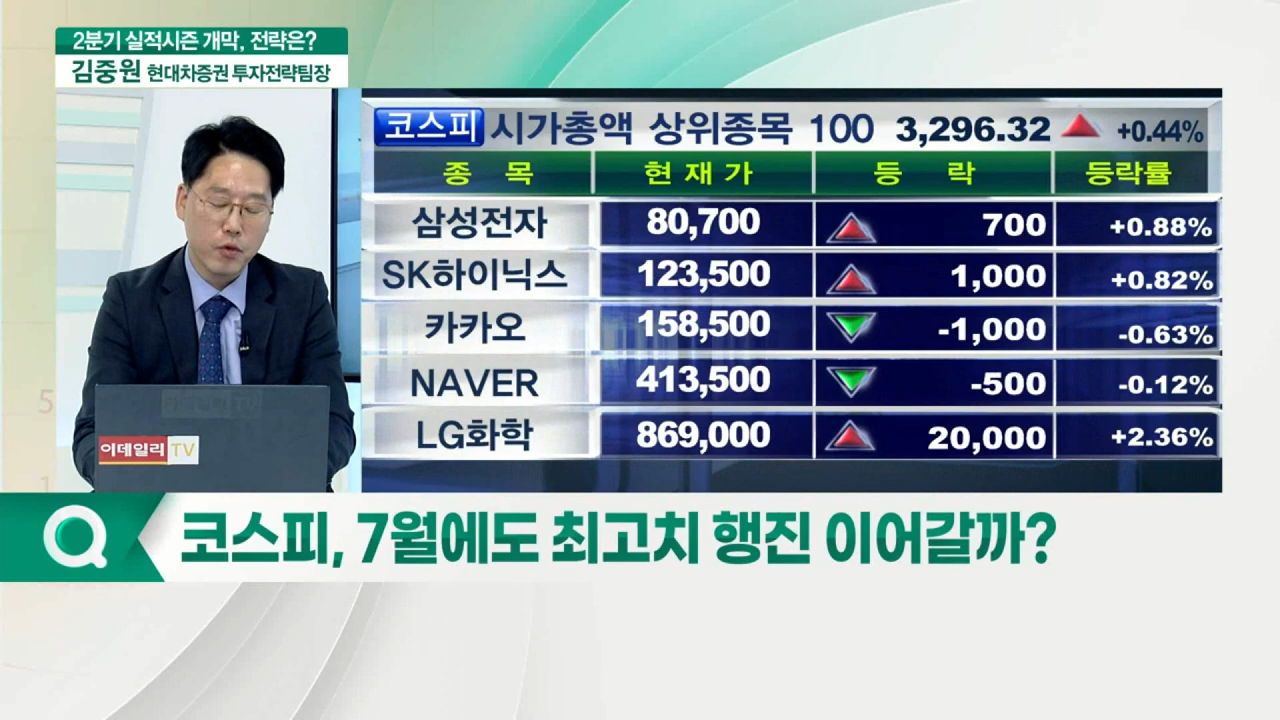 2분기 실적시즌 개막, 전략은?
김중원 현대차증권 투자전략팀장
코스피 시가총액 상위종목 100 3,296.32 +0.44%
종 목 현 재 가 등 락 등락률
삼성전자 80,700 700 +0.88%
SK하이닉스 123,500 1,000 +0.82%
카카오 158,500 -1,000 -0.63%
NAVER 413,500 -500 -0.12%
LG화학 869,000 20,000 +2.36%
이데일리 TV
코스피, 7월에도 최고치 행진 이어갈까?